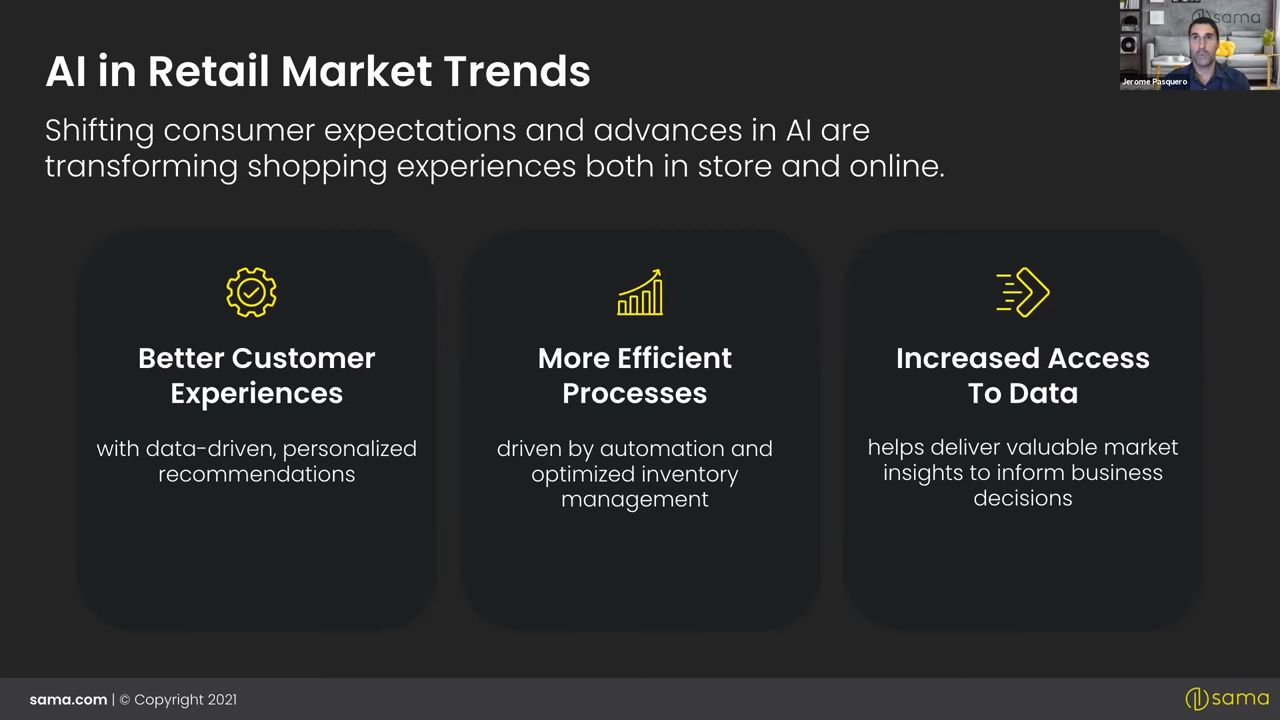 AI in Retail Market Trends
Shifting consumer expectations and advances in AI are
transforming shopping experiences both in store and online.
sama
Jerome Pasquero
Better Customer
Experiences
with data-driven, personalized
recommendations
More Efficient
Processes
driven by automation and
optimized inventory
management
Increased Access
To Data
helps deliver valuable market
insights to inform business
decisions
sama.com | © Copyright 2021
sama